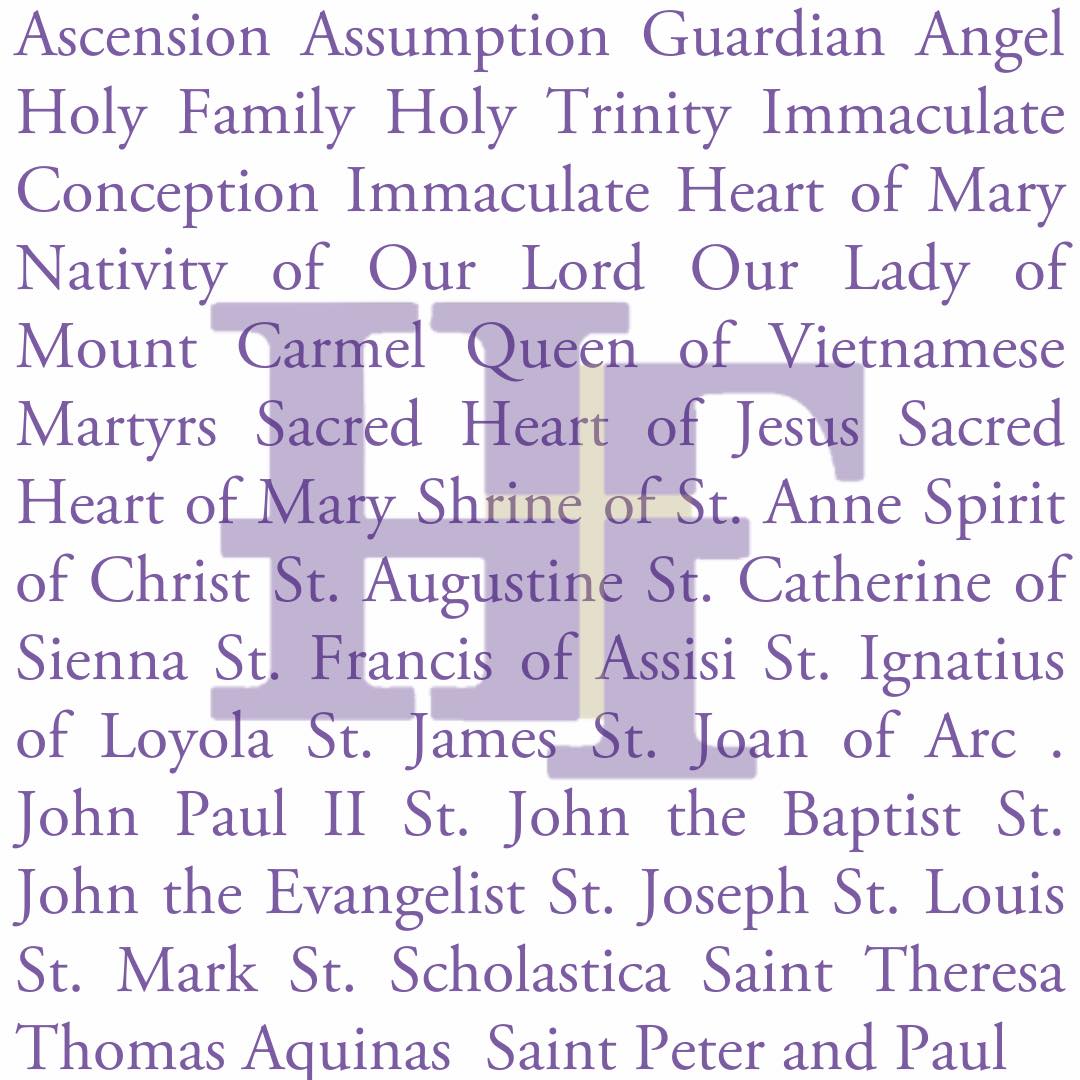 Ascension Assumption Guardian Angel
Holy Family Holy Trinity Immaculate
Conception Immaculate Heart of Mary
Nativity of Our Lord Our Lady of
Mount Carmel Queen of Vietnamese
Martyrs Sacred Heart of Jesus Sacred
Heart of Mary Shrine of St. Anne Spirit
of Christ St. Augustine St. Catherine of
Sienna St. Francis of Assisi St. Ignatius
of Loyola St. James St. Joan of Arc .
John Paul II St. John the Baptist St.
John the Evangelist St. Joseph St. Louis
St. Mark St. Scholastica Saint Theresa
Thomas Aquinas Saint Peter and Paul
HF